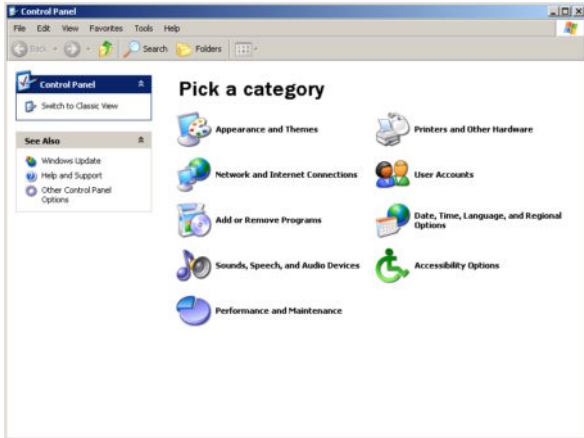 Control Panel
File Edit View Favorites Tools Help
Back Search Folders
Control Panel
Switch to Classic View
See Also
Windows Update
Help and Support
Other Control Panel
Options
Pick a category
Appearance and Themes
Printers and Other Hardware
Network and Internet Connections
User Accounts
Add or Remove Programs
Date, Time, Language, and Regional
Options
Sounds, Speech, and Audio Devices
Accessibility Options
Performance and Maintenance